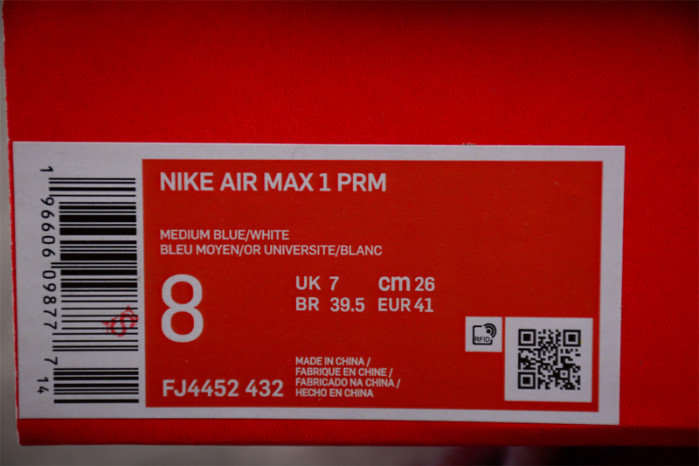 NIKE AIR MAX 1 PRM
MEDIUM BLUE/WHITE
BLEU MOYEN/OR UNIVERSITE/BLANC
8
UK 7 cm 26
BR 39.5 EUR 41
RFID
FJ4452 432
MADE IN CHINA /
FABRIQUE EN CHINE /
FABRICADO NA CHINA /
HECHO EN CHINA
1 96606 09877 7 14